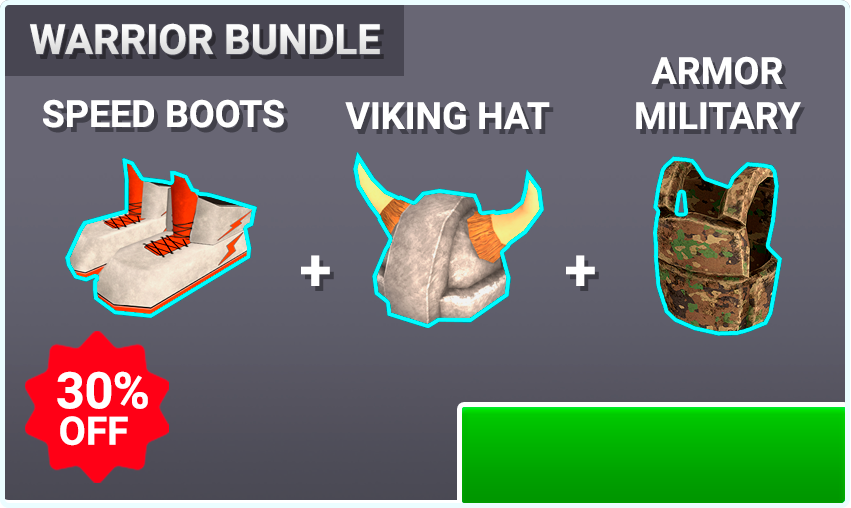 WARRIOR BUNDLE
SPEED BOOTS
VIKING HAT
ARMOR
MILITARY
+
+
30%
OFF